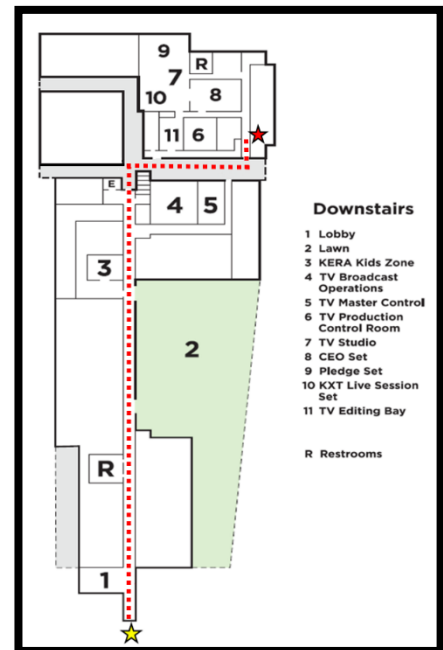 9
R
7
8
10
11 6
E
4 5
3
2
R
1
Downstairs
1 Lobby
2 Lawn
3 KERA Kids Zone
4 TV Broadcast
Operations
5 TV Master Control
6 TV Production
Control Room
7 TV Studio
8 CEO Set
9 Pledge Set
10 KXT Live Session
Set
11 TV Editing Bay
R Restrooms